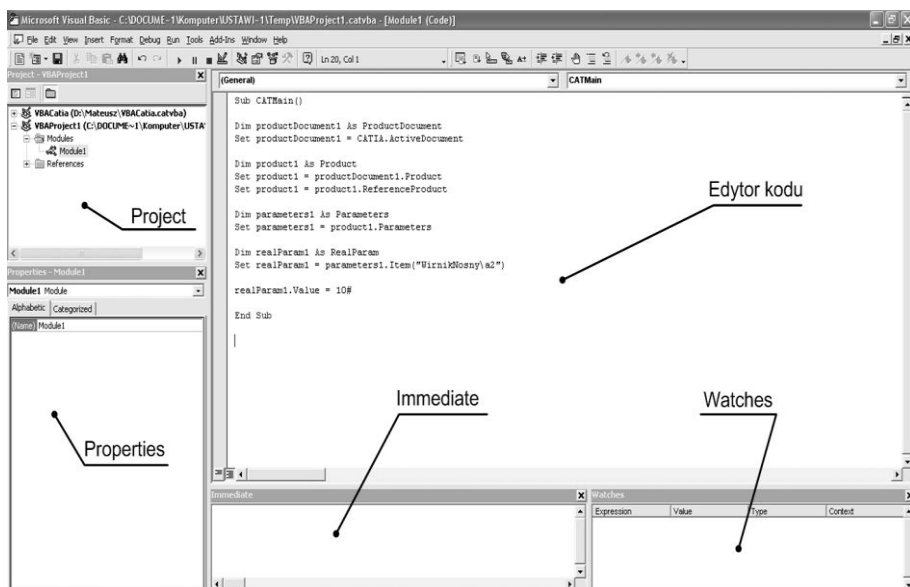 Microsoft Visual Basic - C:\DOCUME~1\Komputer\USTAWI~1\Temp\VBAProject1.catvba - [Module1 (Code)]
File Edit View Insert Format Debug Run Tools Add-Ins Window Help
Ln 20, Col 1
Project - VBAProject1
(General)
CATMain
VBACatia (D:\Mateusz\VBACatia.catvba)
VBAProject1 (C:\DOCUME~1\Komputer\USTA
Modules
Module1
References
Project
Sub CATMain()
Dim productDocument1 As ProductDocument
Set productDocument1 = CATIA.ActiveDocument
Dim product1 As Product
Set product1 = productDocument1.Product
Set product1 = product1.ReferenceProduct
Dim parameters1 As Parameters
Set parameters1 = product1.Parameters
Dim realParam1 As RealParam
Set realParam1 = parameters1.Item("WirnikNosny\a2")
realParam1.Value = 10#
End Sub
Edytor kodu
Properties - Module1
Module1 Module
Alphabetic Categorized
(Name) Module1
Properties
Immediate
Watches
Immediate
Watches
Expression Value Type Context